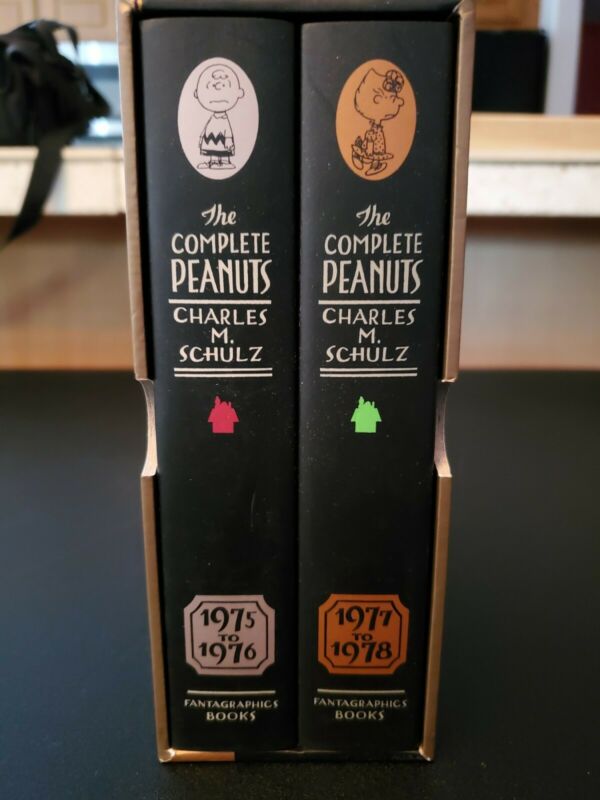 The
COMPLETE
PEANUTS
CHARLES
M.
SCHULZ
1975
TO
1976
FANTAGRAPHICS
BOOKS
The
COMPLETE
PEANUTS
CHARLES
M.
SCHULZ
1977
TO
1978
FANTAGRAPHICS
BOOKS